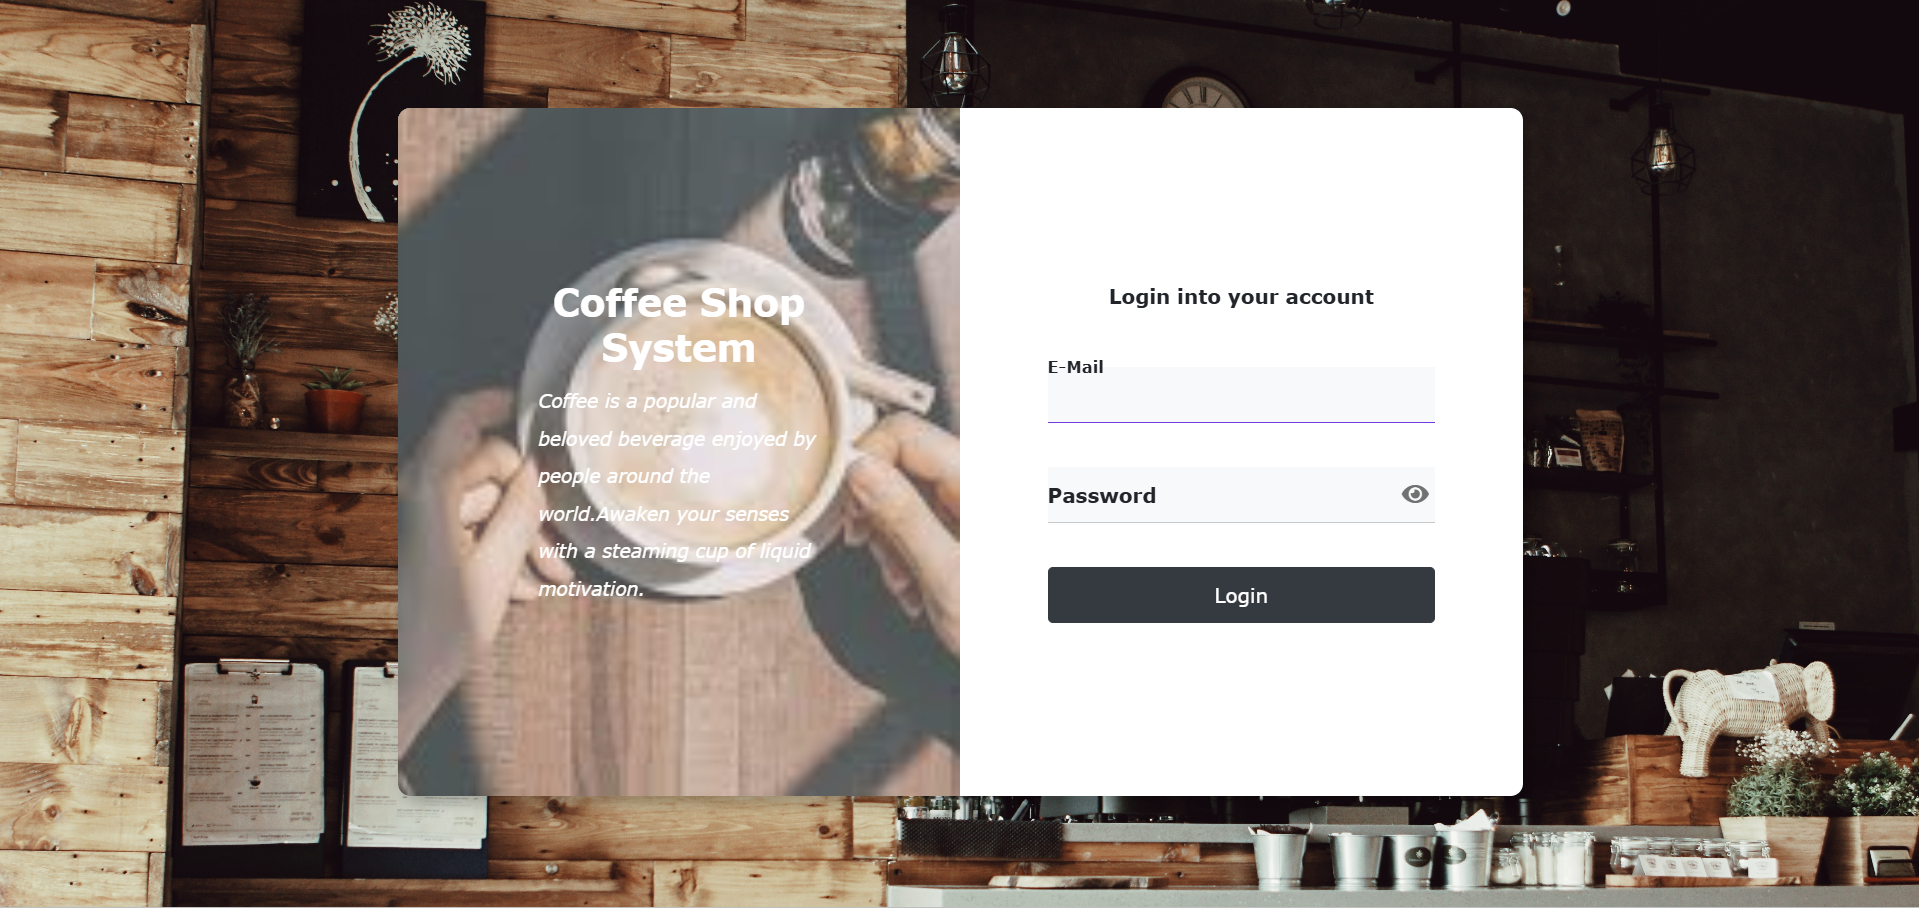 Coffee Shop
System
Coffee is a popular and
beloved beverage enjoyed by
people around the
world.Awaken your senses
with a steaming cup of liquid
motivation.
Login into your account
E-Mail
Password
Login